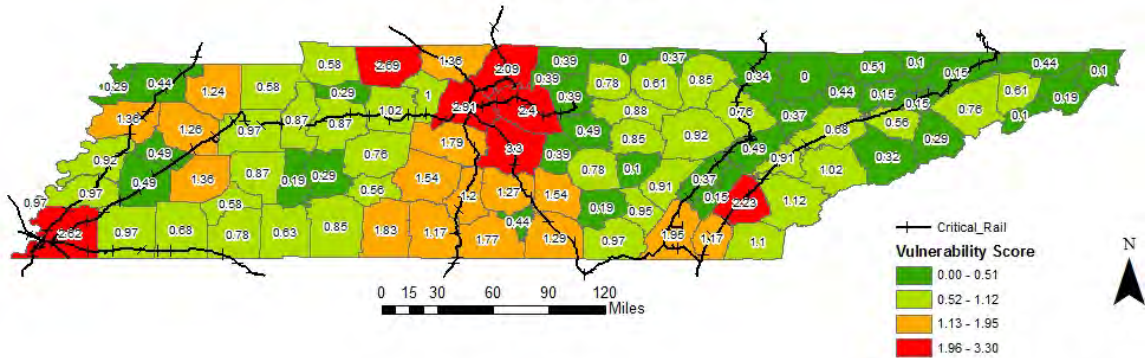 0.58 2.69 1.36 2.09 0.39 0 0.37
0.29 0.44 1.24 0.58 0.29 1 0.39 0.78 0.61 0.85 0.34 0 0.51 0.1 0.15 0.44 0.1
1.36 1.26 0.97 0.87 0.87 1.02 2.91 2.4 0.39 0.88 0.76 0.37 0.44 0.15 0.15 0.76 0.61 0.19
0.92 0.49 1.79 3.3 0.49 0.85 0.92 0.49 0.68 0.56 0.29 0.1
0.97 0.97 0.49 1.36 0.87 0.19 0.29 0.76 0.56 1.54 1.2 1.27 0.39 1.54 0.78 0.1 0.91 0.37 0.91 1.02 0.32
2.62 0.97 0.68 0.58 0.78 0.63 0.85 1.83 1.17 1.77 0.44 1.29 0.19 0.97 0.95 1.95 0.15 2.23 1.17 1.12 1.1
Critical_Rail
Vulnerability Score
0.00 - 0.51
0.52 - 1.12
1.13 - 1.95
1.96 - 3.30
N
0 15 30 60 90 120
Miles